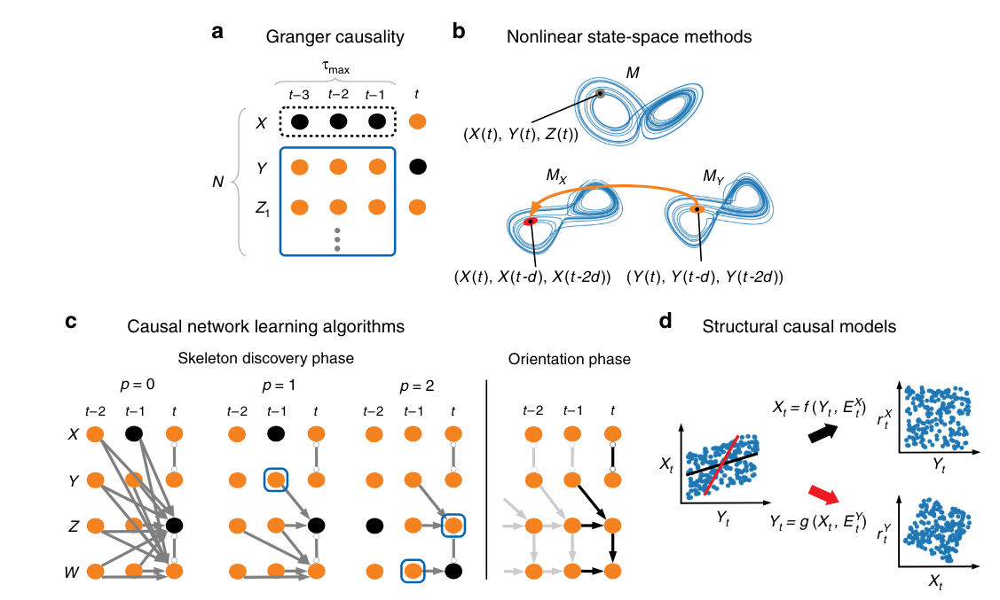 a Granger causality
τmax
t–3 t–2 t–1 t
X
Y
N
Z1
b Nonlinear state-space methods
M
(X(t), Y(t), Z(t))
MX MY
(X(t), X(t-d), X(t-2d)) (Y(t), Y(t-d), Y(t-2d))
c Causal network learning algorithms
Skeleton discovery phase Orientation phase
p = 0 p = 1 p = 2
t–2 t–1 t t–2 t–1 t t–2 t–1 t t–2 t–1 t
X
Y
Z
W
d Structural causal models
Xt = f (Yt, EtX)
rtX
Yt
Xt
Yt
Yt = g (Xt, EtY)
rtY
Xt